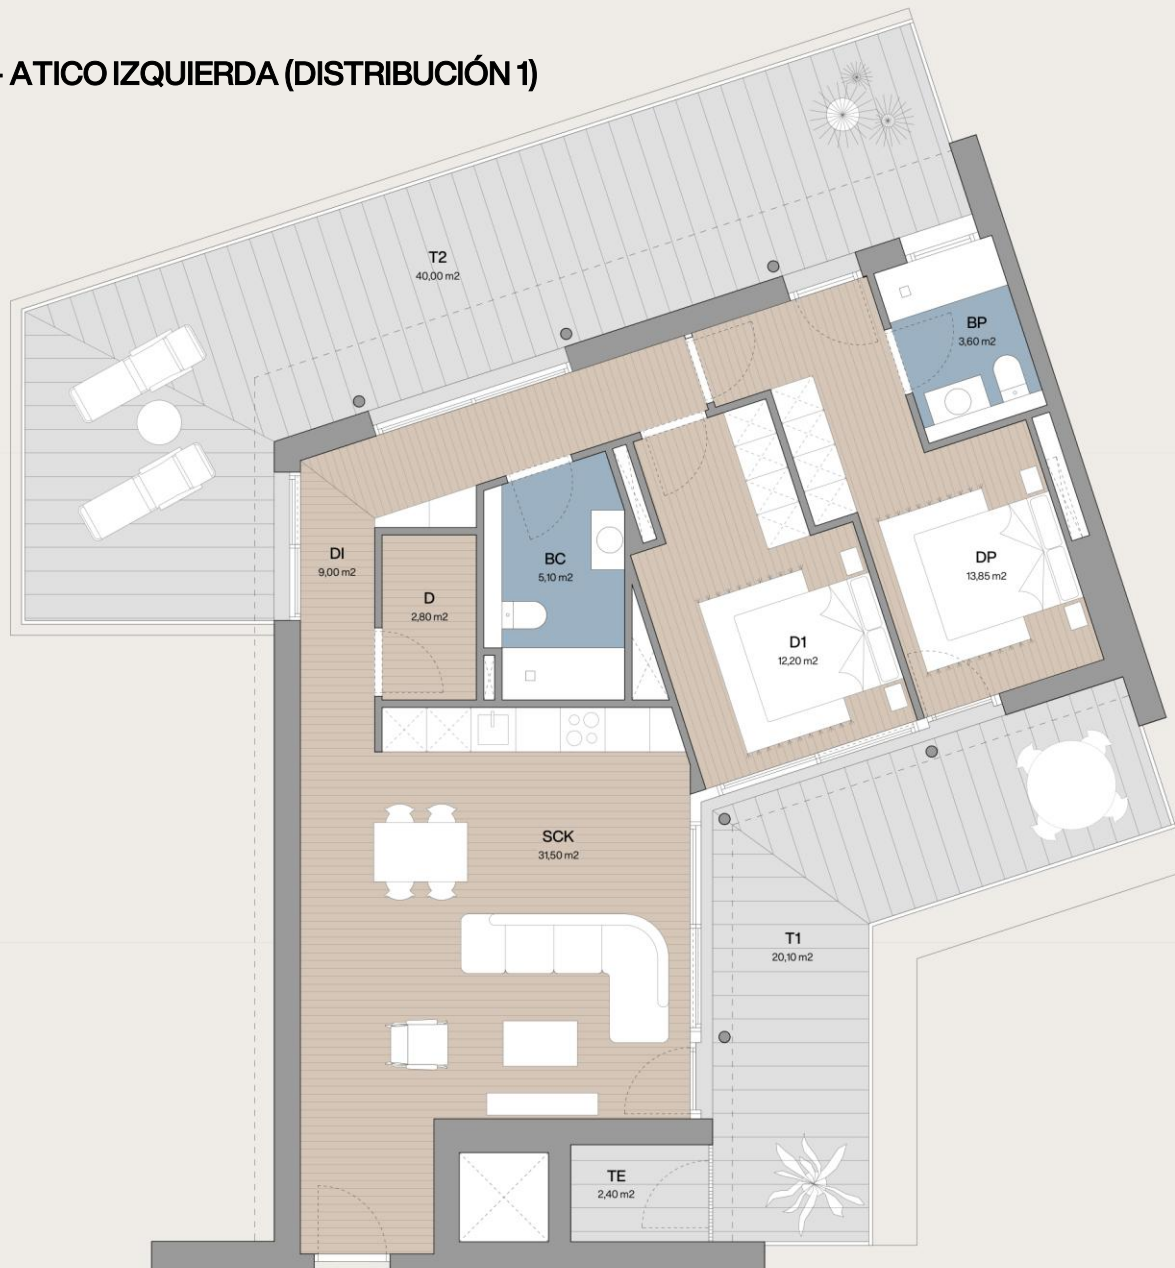 - ATICO IZQUIERDA (DISTRIBUCIÓN 1)
T2
40,00 m2
BP
3,60 m2
DI
9,00 m2
D
2,80 m2
BC
5,10 m2
DP
13,85 m2
D1
12,20 m2
SCK
31,50 m2
T1
20,10 m2
TE
2,40 m2